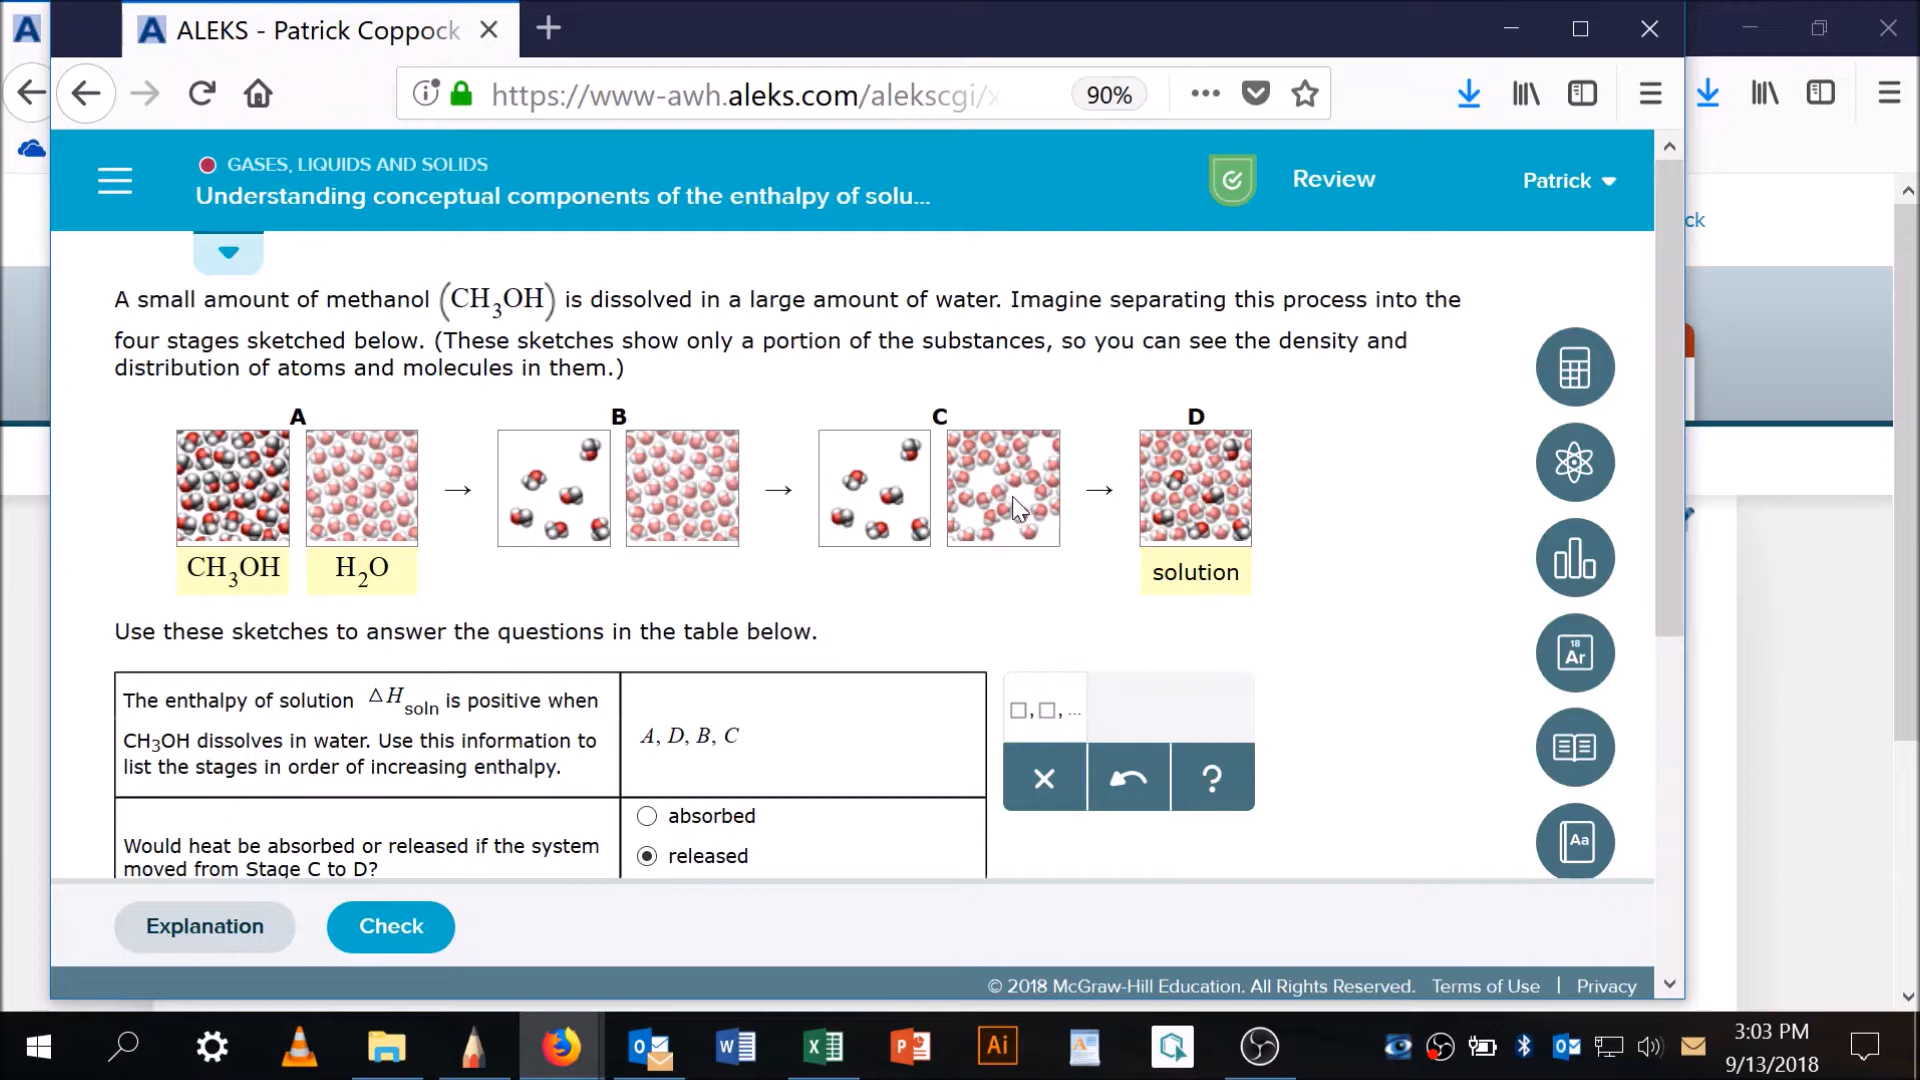 ALEKS - Patrick Coppock
https://www-awh.aleks.com/alekscgi/x
90%
GASES, LIQUIDS AND SOLIDS
Understanding conceptual components of the enthalpy of solu...
Review
Patrick
ck
A small amount of methanol (CH3OH) is dissolved in a large amount of water. Imagine separating this process into the
four stages sketched below. (These sketches show only a portion of the substances, so you can see the density and
distribution of atoms and molecules in them.)
A B C D
CH3OH H2O solution
Use these sketches to answer the questions in the table below.
The enthalpy of solution ΔHsoln is positive when
CH3OH dissolves in water. Use this information to
list the stages in order of increasing enthalpy.
A, D, B, C
□,□,...
?
Would heat be absorbed or released if the system
moved from Stage C to D?
absorbed
released
18
Ar
Aa
Explanation
Check
© 2018 McGraw-Hill Education. All Rights Reserved. Terms of Use | Privacy
3:03 PM
9/13/2018